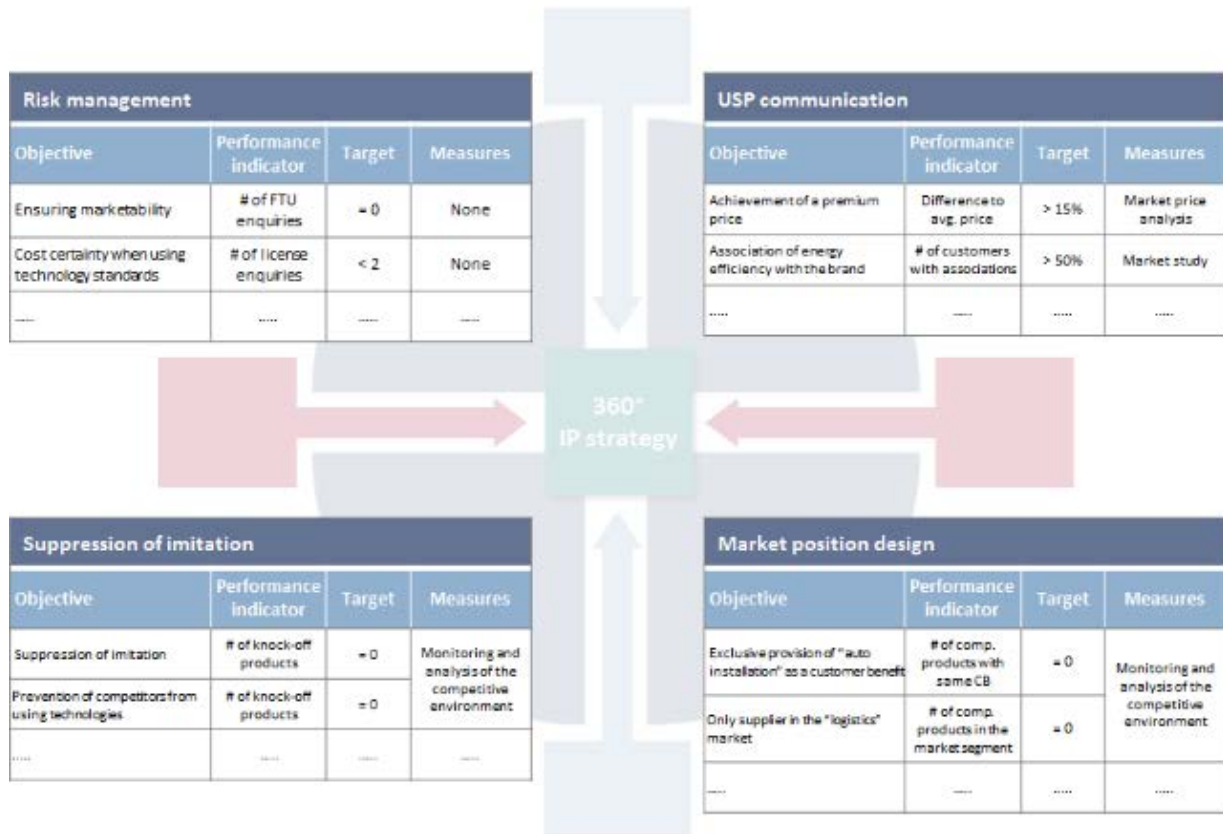 Risk management
Objective
Performance
indicator
Target
Measures
Ensuring marketability
# of FTU
enquiries
= 0
None
Cost certainty when using
technology standards
# of license
enquiries
< 2
None
.....
.....
.....
.....
USP communication
Objective
Performance
indicator
Target
Measures
Achievement of a premium
price
Difference to
avg. price
> 15%
Market price
analysis
Association of energy
efficiency with the brand
# of customers
with associations
> 50%
Market study
.....
.....
.....
.....
360°
IP strategy
Suppression of imitation
Objective
Performance
indicator
Target
Measures
Suppression of imitation
# of knock-off
products
= 0
Monitoring and
analysis of the
competitive
environment
Prevention of competitors from
using technologies
# of knock-off
products
= 0
.....
.....
.....
.....
Market position design
Objective
Performance
indicator
Target
Measures
Exclusive provision of "auto
installation" as a customer benefit
# of comp.
products with
same CB
= 0
Monitoring and
analysis of the
competitive
environment
Only supplier in the "logistics"
market
# of comp.
products in the
market segment
= 0
.....
.....
.....
.....